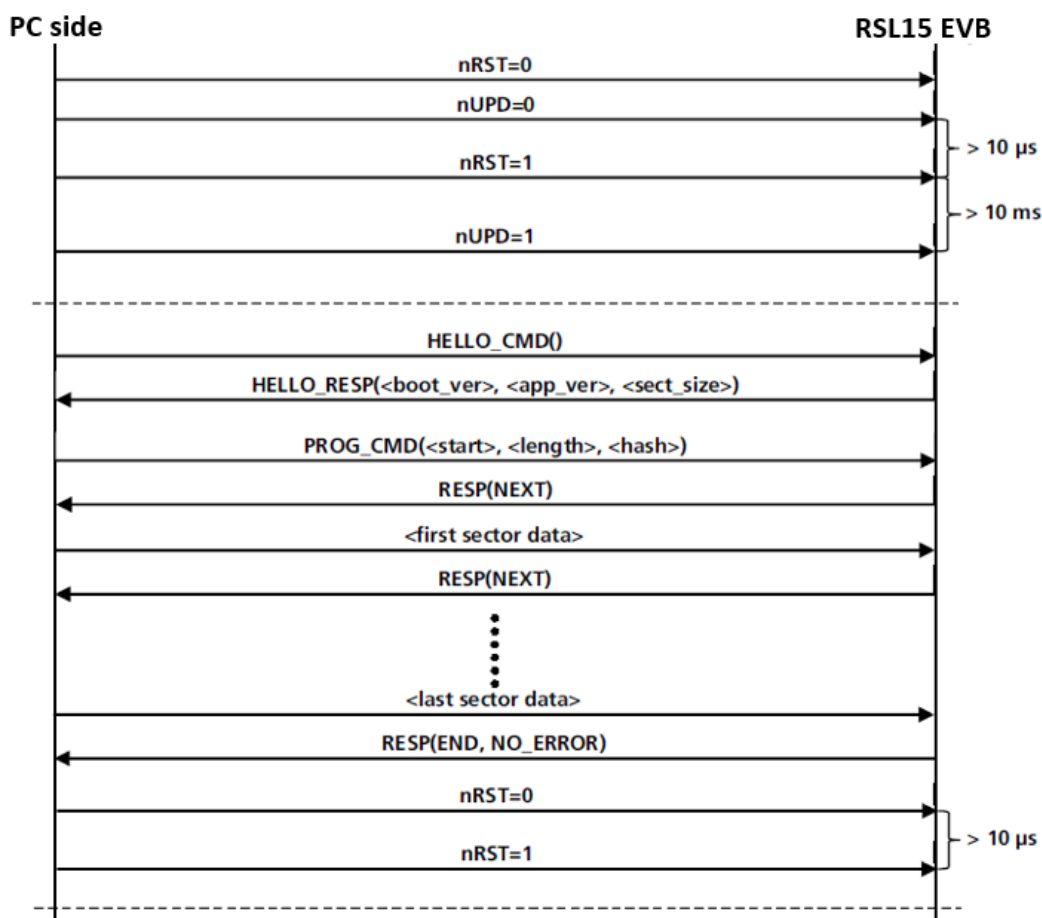 PC side
RSL15 EVB
nRST=0
nUPD=0
> 10 µs
nRST=1
> 10 ms
nUPD=1
HELLO_CMD()
HELLO_RESP(<boot_ver>, <app_ver>, <sect_size>)
PROG_CMD(<start>, <length>, <hash>)
RESP(NEXT)
<first sector data>
RESP(NEXT)
<last sector data>
RESP(END, NO_ERROR)
nRST=0
> 10 µs
nRST=1